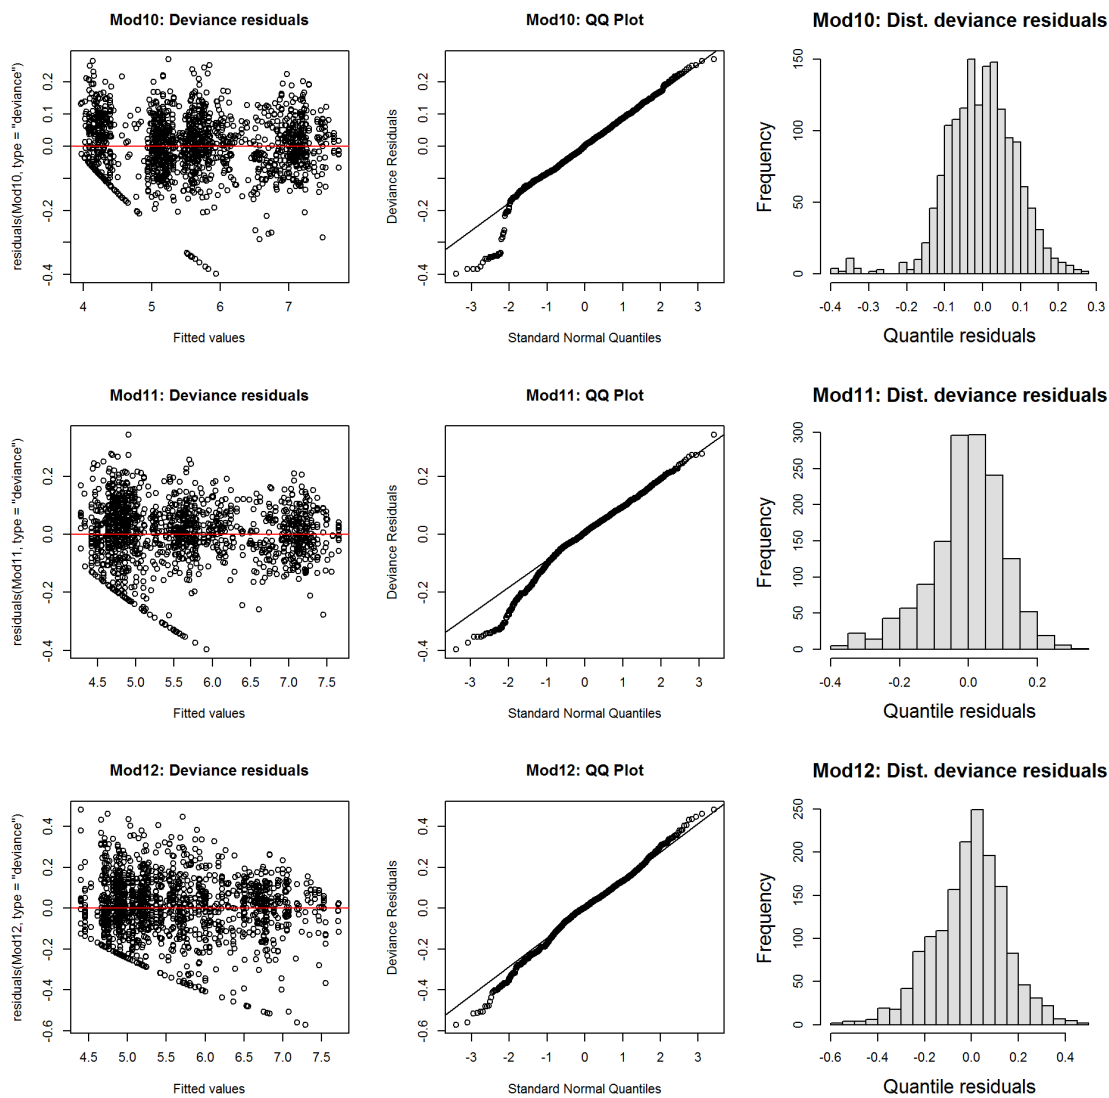 Mod10: Deviance residuals
residuals(Mod10, type = "deviance")
-0.4 -0.2 0.0 0.1 0.2
4 5 6 7
Fitted values
Mod10: QQ Plot
Deviance Residuals
-0.4 -0.2 0.0 0.1 0.2
-3 -2 -1 0 1 2 3
Standard Normal Quantiles
Mod10: Dist. deviance residuals
Frequency
0 50 100 150
-0.4 -0.3 -0.2 -0.1 0.0 0.1 0.2 0.3
Quantile residuals
Mod11: Deviance residuals
residuals(Mod11, type = "deviance")
-0.4 -0.2 0.0 0.2
4.5 5.0 5.5 6.0 6.5 7.0 7.5
Fitted values
Mod11: QQ Plot
Deviance Residuals
-0.4 -0.2 0.0 0.2
-3 -2 -1 0 1 2 3
Standard Normal Quantiles
Mod11: Dist. deviance residuals
Frequency
0 50 100 150 200 250 300
-0.4 -0.2 0.0 0.2
Quantile residuals
Mod12: Deviance residuals
residuals(Mod12, type = "deviance")
-0.6 -0.4 -0.2 0.0 0.2 0.4
4.5 5.0 5.5 6.0 6.5 7.0 7.5
Fitted values
Mod12: QQ Plot
Deviance Residuals
-0.6 -0.4 -0.2 0.0 0.2 0.4
-3 -2 -1 0 1 2 3
Standard Normal Quantiles
Mod12: Dist. deviance residuals
Frequency
0 50 100 150 200 250
-0.6 -0.4 -0.2 0.0 0.2 0.4
Quantile residuals